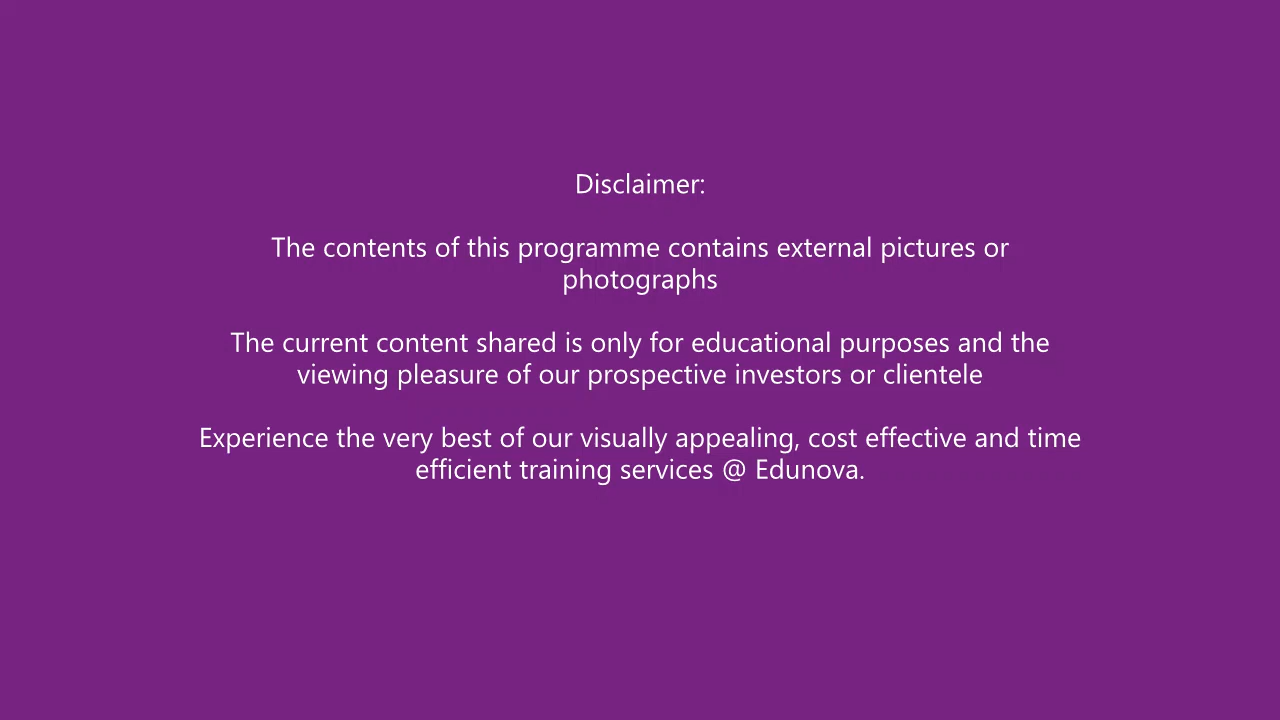 Disclaimer:
The contents of this programme contains external pictures or
photographs
The current content shared is only for educational purposes and the
viewing pleasure of our prospective investors or clientele
Experience the very best of our visually appealing, cost effective and time
efficient training services @ Edunova.